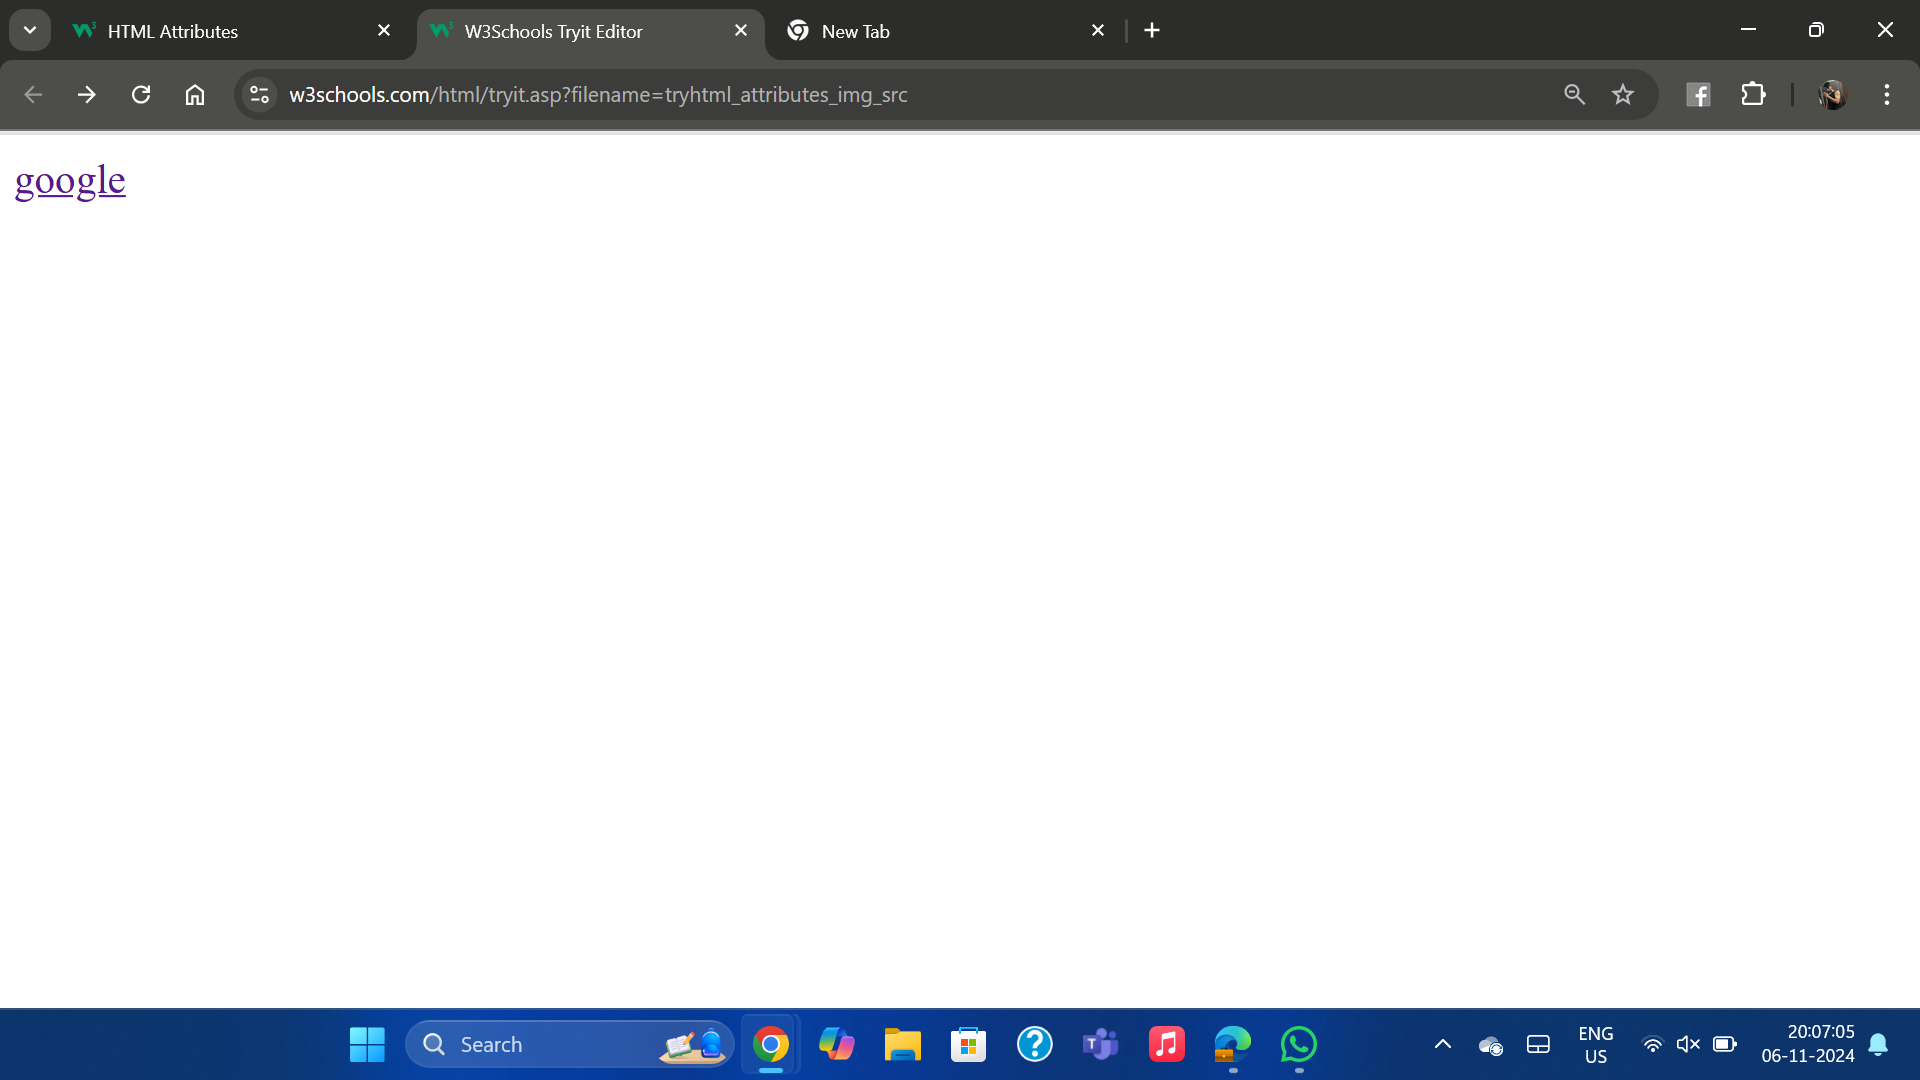 HTML Attributes
W3Schools Tryit Editor
New Tab
w3schools.com/html/tryit.asp?filename=tryhtml_attributes_img_src
google
Search
ENG
US
20:07:05
06-11-2024